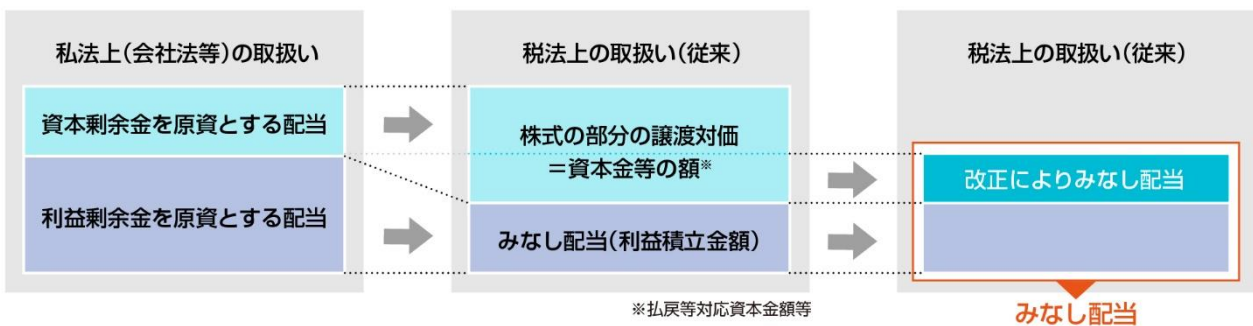 私法上(会社法等)の取扱い
資本剰余金を原資とする配当
利益剰余金を原資とする配当
税法上の取扱い(従来)
株式の部分の譲渡対価
=資本金等の額※
みなし配当(利益積立金額)
※払戻等対応資本金額等
税法上の取扱い(従来)
改正によりみなし配当
みなし配当